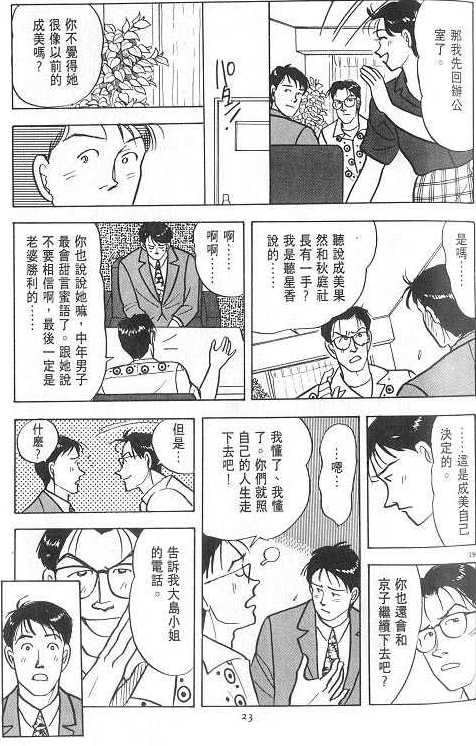 那我先回辦公
室了。
你不覺得她
很像以前的
成美嗎？
是嗎……
聽說成美果
然和秋庭社
長有一手？
我是聽星香
說的……
啊……
啊啊……
你也說說她嘛，中年男子
最會甜言蜜語了。跟她說
不要相信啊，最後一定是
老婆勝利的……
……這是成美自己
決定的。
……嗯…
我懂了、我懂
了。你們就照
自己的人生走
下去吧！
但是…
什麼？
你也還會和
京子繼續下去吧？
告訴我大島小姐
的電話。
23